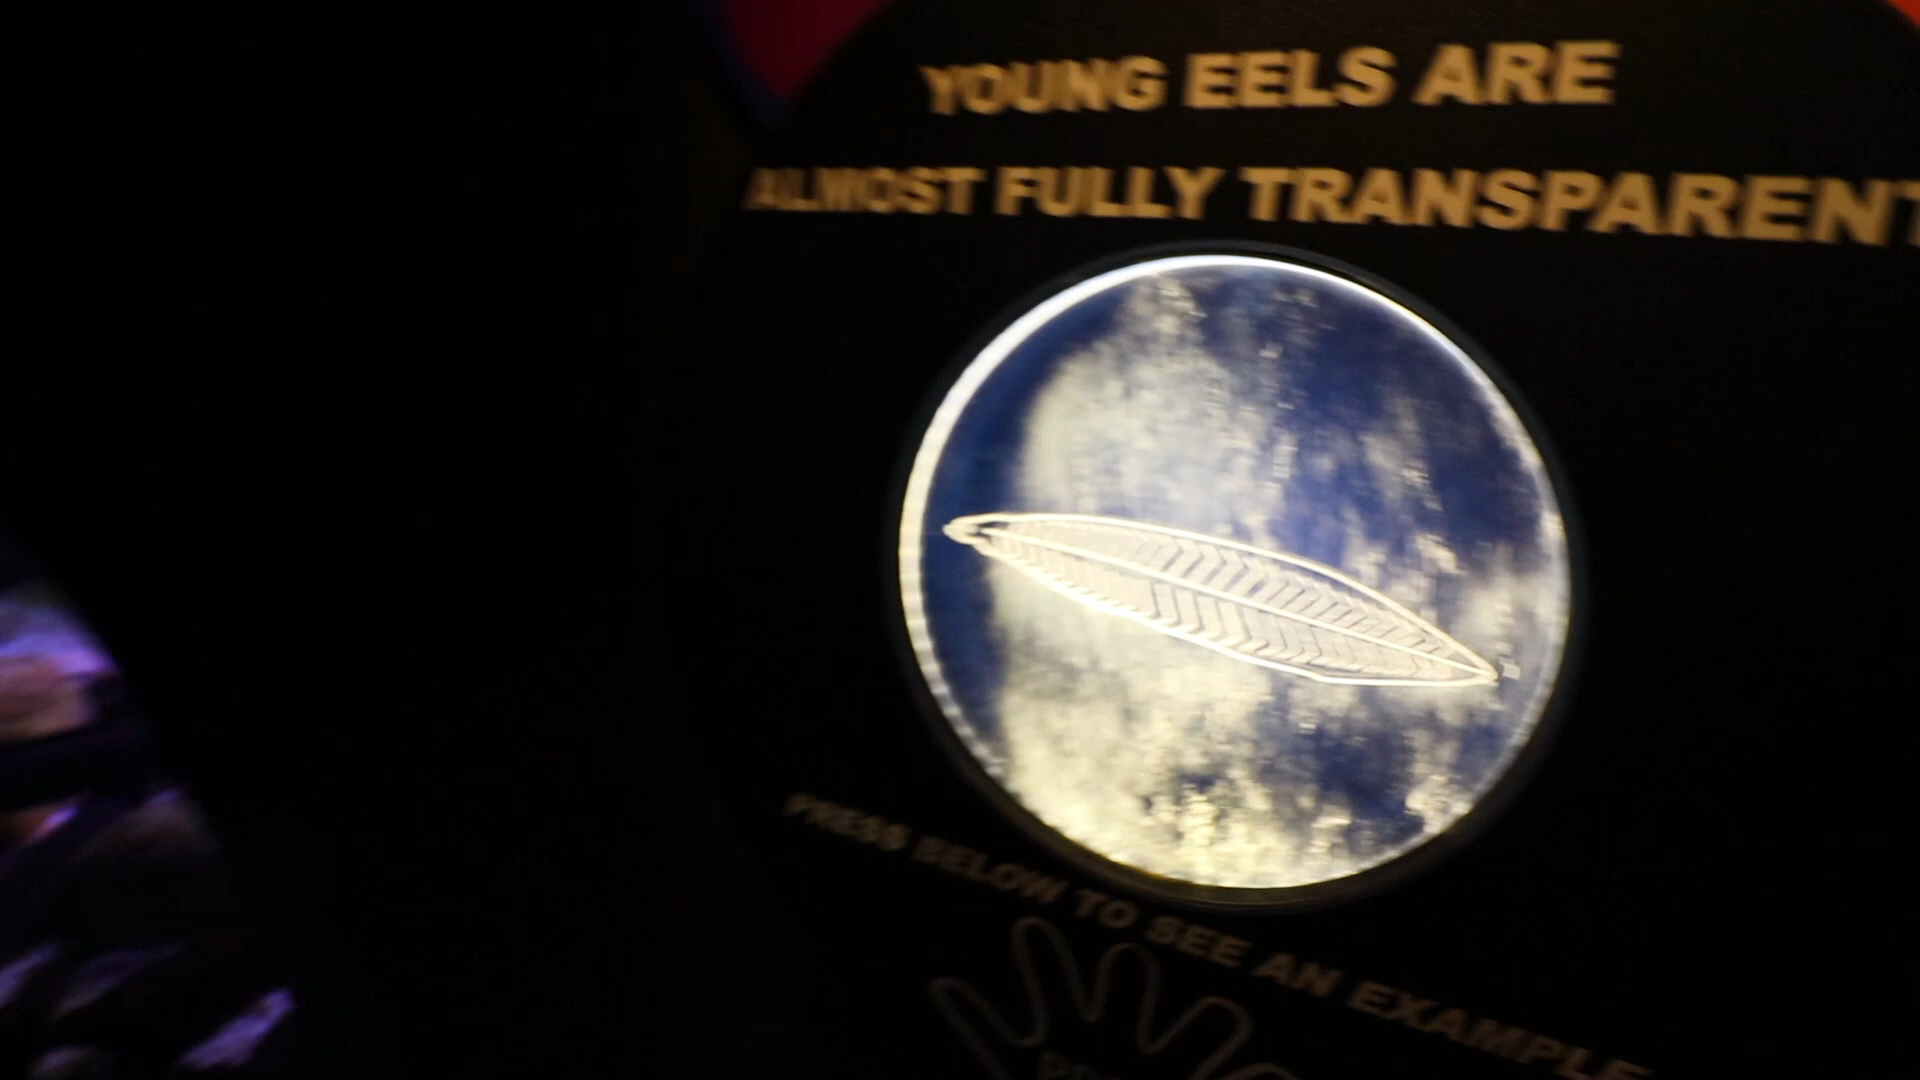 YOUNG EELS ARE
ALMOST FULLY TRANSPARENT
PRESS BELOW TO SEE AN EXAMPLE